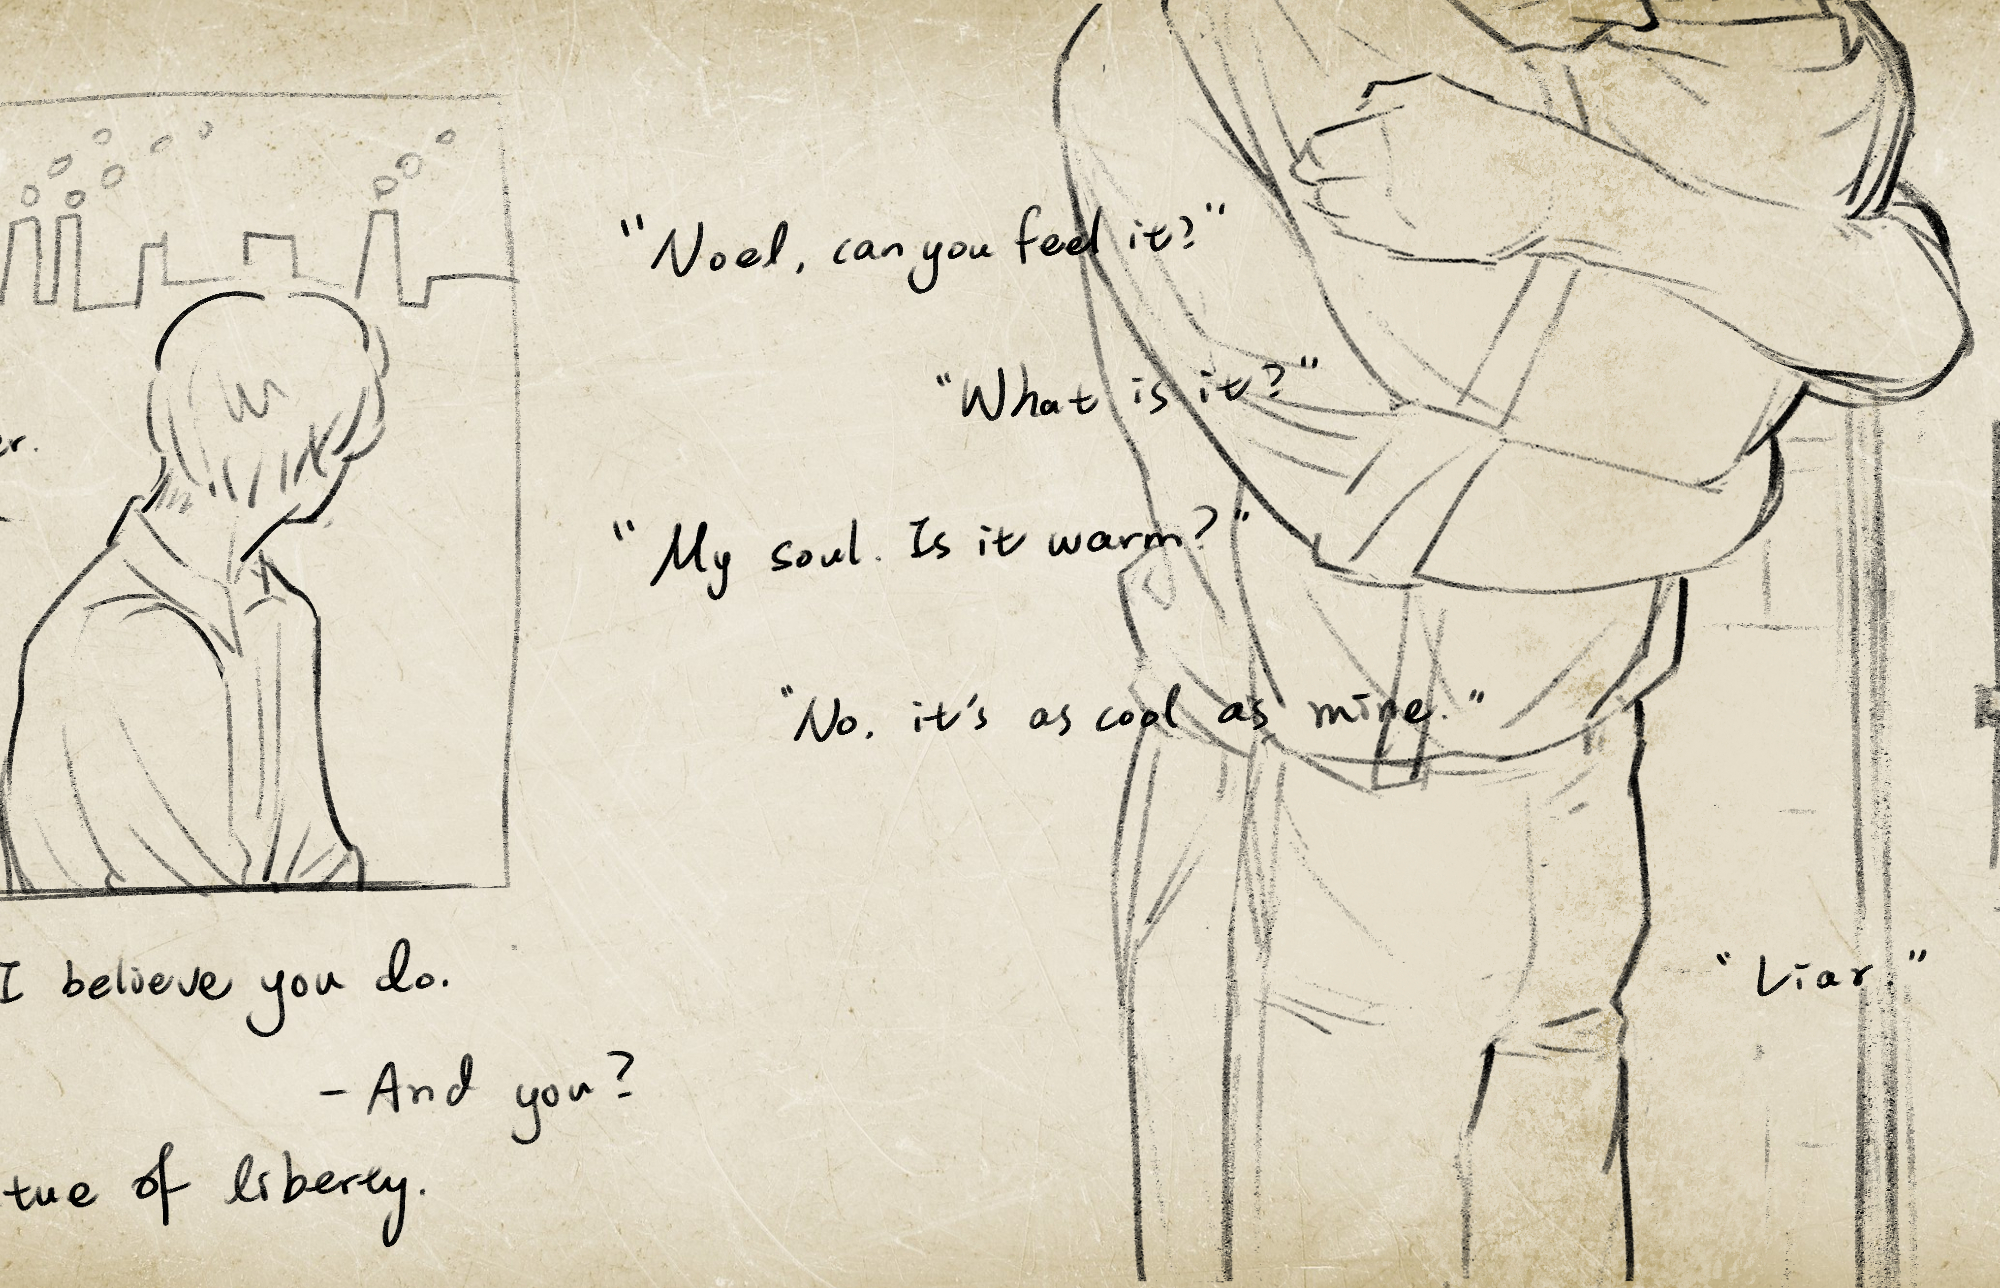 "Noel, can you feel it?"
"What is it?"
er.
"My soul. Is it warm?"
"No, it's as cool as mine."
I believe you do.
"Liar."
- And you?
tue of liberty.